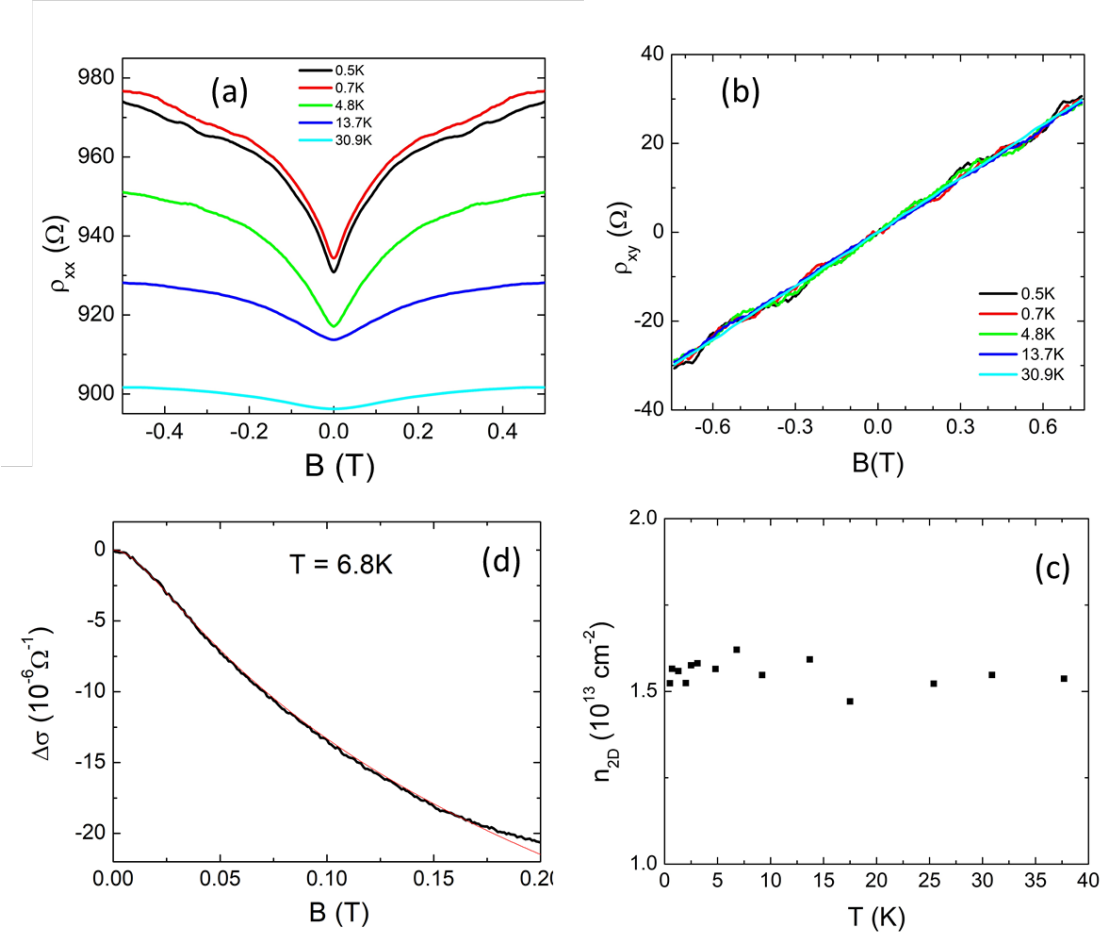 (a)
0.5K
0.7K
4.8K
13.7K
30.9K
980
960
940
920
900
ρxx (Ω)
-0.4
-0.2
0.0
0.2
0.4
B (T)
(b)
40
20
0
-20
-40
ρxy (Ω)
0.5K
0.7K
4.8K
13.7K
30.9K
-0.6
-0.3
0.0
0.3
0.6
B(T)
T = 6.8K
(d)
0
-5
-10
-15
-20
Δσ (10⁻⁶Ω⁻¹)
0.00
0.05
0.10
0.15
0.20
B (T)
(c)
2.0
1.5
1.0
n2D (10¹³ cm⁻²)
0
5
10
15
20
25
30
35
40
T (K)